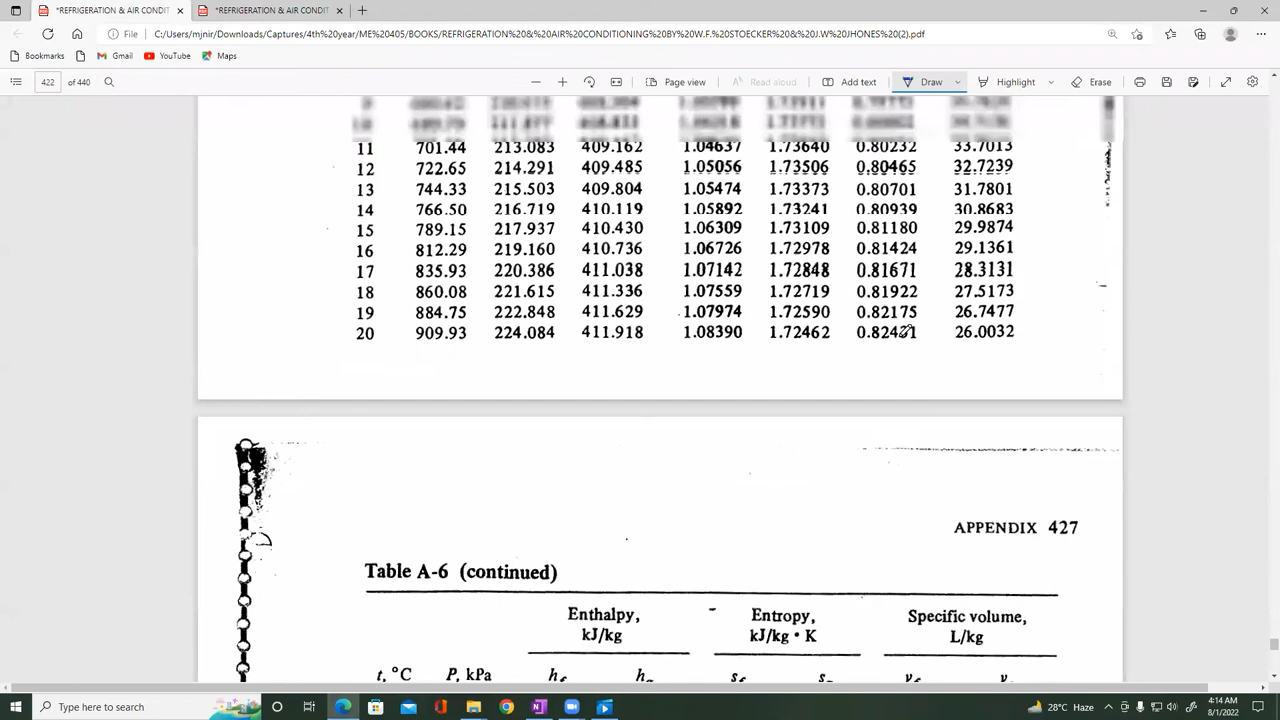 *REFRIGERATION & AIR CONDIT
*REFRIGERATION & AIR CONDIT
File C:/Users/mjnir/Downloads/Captures/4th%20year/ME%20405/BOOKS/REFRIGERATION%20&%20AIR%20CONDITIONING%20BY%20W.F.%20STOECKER%20&%20J.W%20JHONES%20(2).pdf
Bookmarks Gmail YouTube Maps
422 of 440 Page view Read aloud Add text Draw Highlight Erase
11 701.44 213.083 409.162 1.04637 1.73640 0.80232 33.7013
12 722.65 214.291 409.485 1.05056 1.73506 0.80465 32.7239
13 744.33 215.503 409.804 1.05474 1.73373 0.80701 31.7801
14 766.50 216.719 410.119 1.05892 1.73241 0.80939 30.8683
15 789.15 217.937 410.430 1.06309 1.73109 0.81180 29.9874
16 812.29 219.160 410.736 1.06726 1.72978 0.81424 29.1361
17 835.93 220.386 411.038 1.07142 1.72848 0.81671 28.3131
18 860.08 221.615 411.336 1.07559 1.72719 0.81922 27.5173
19 884.75 222.848 411.629 1.07974 1.72590 0.82175 26.7477
20 909.93 224.084 411.918 1.08390 1.72462 26.0032
APPENDIX 427
Table A-6 (continued)
Enthalpy, Entropy, Specific volume,
kJ/kg kJ/kg • K L/kg
t, °C P, kPa
Type here to search
28°C Haze
4:14 AM
8/1/2022